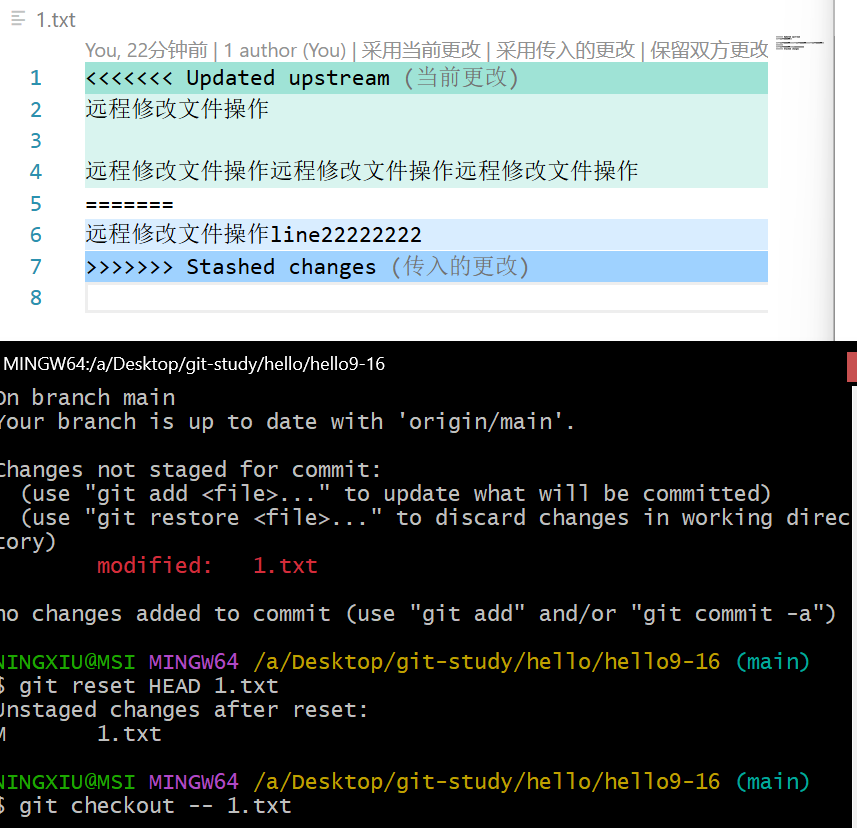 1.txt
You, 22分钟前 | 1 author (You) | 采用当前更改 | 采用传入的更改 | 保留双方更改
1 <<<<<<< Updated upstream (当前更改)
2 远程修改文件操作
3
4 远程修改文件操作远程修改文件操作远程修改文件操作
5 =======
6 远程修改文件操作line22222222
7 >>>>>>> Stashed changes (传入的更改)
8
MINGW64:/a/Desktop/git-study/hello/hello9-16
On branch main
Your branch is up to date with 'origin/main'.
Changes not staged for commit:
(use "git add <file>..." to update what will be committed)
(use "git restore <file>..." to discard changes in working direc
tory)
modified:   1.txt
no changes added to commit (use "git add" and/or "git commit -a")
NINGXIU@MSI MINGW64 /a/Desktop/git-study/hello/hello9-16 (main)
$ git reset HEAD 1.txt
Unstaged changes after reset:
M       1.txt
NINGXIU@MSI MINGW64 /a/Desktop/git-study/hello/hello9-16 (main)
$ git checkout -- 1.txt